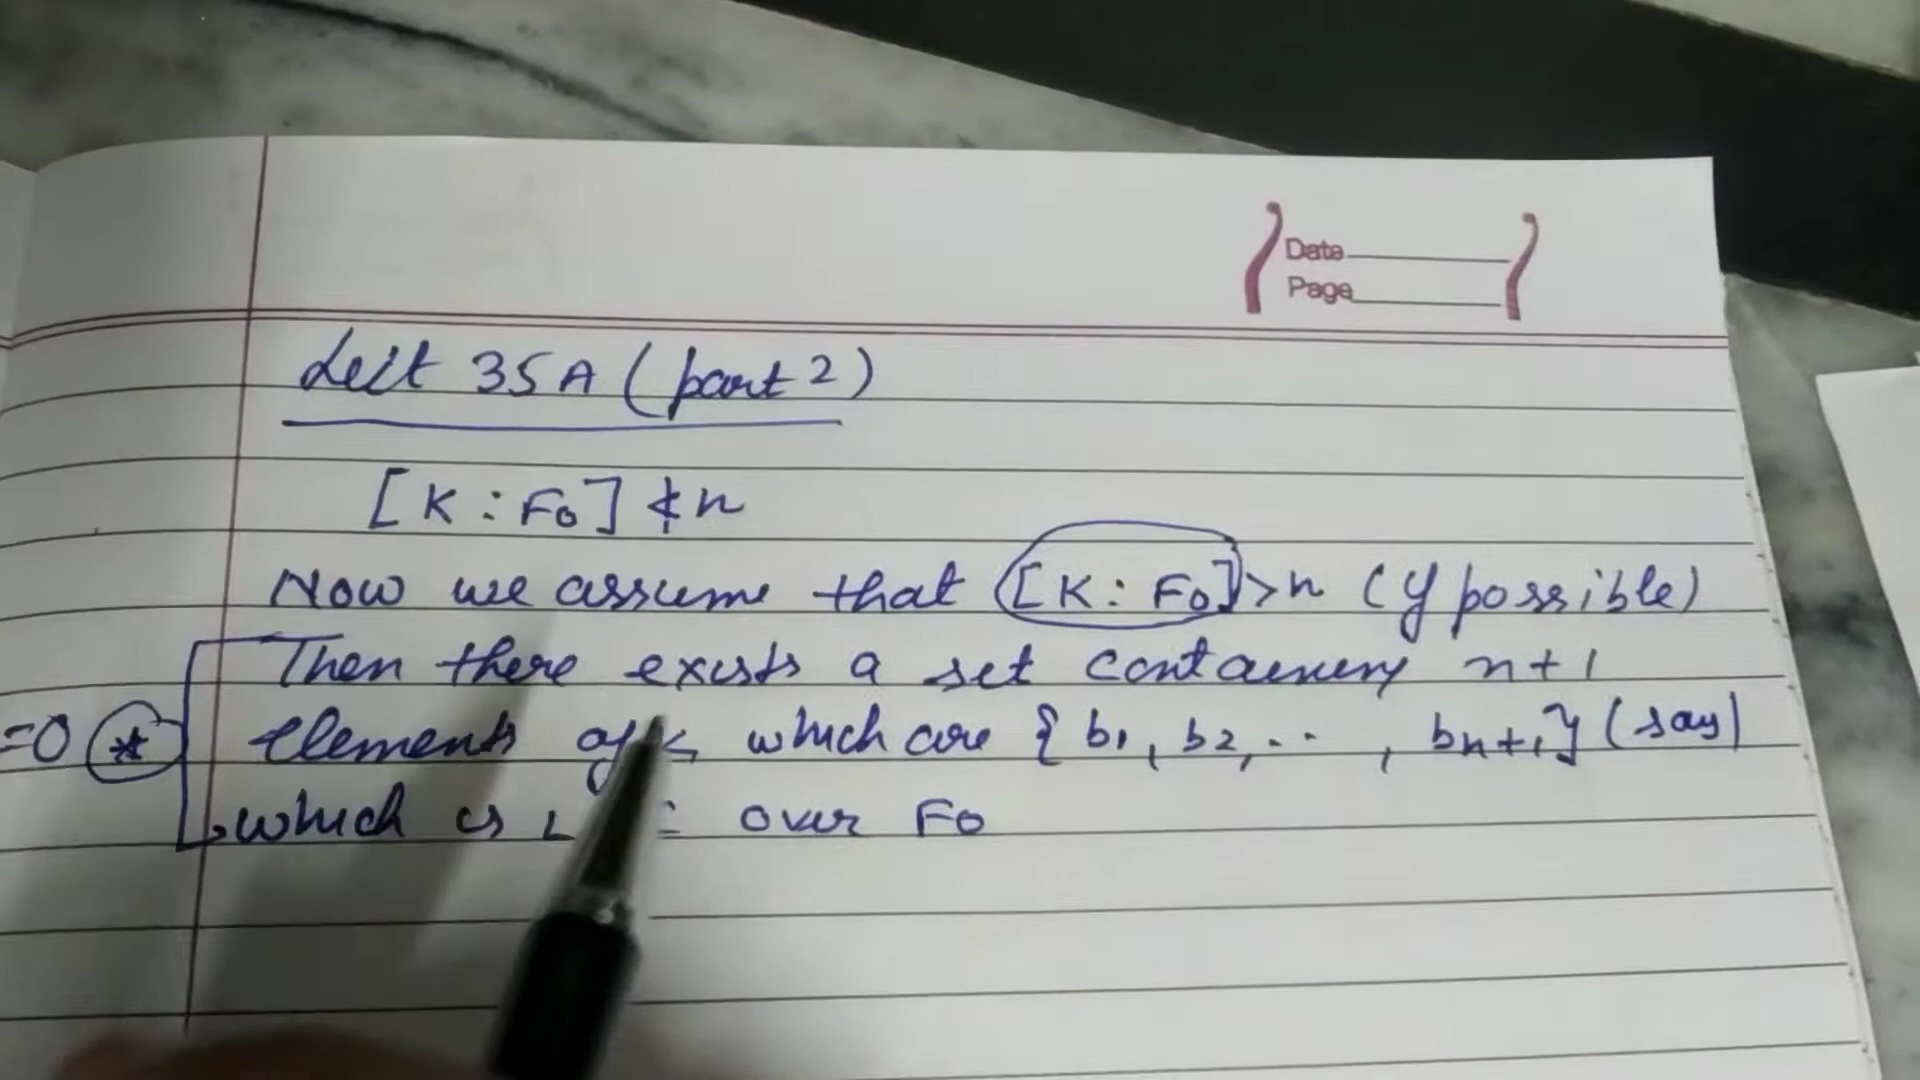 Date
Page
Lect 35A (part 2)
[K : F0] ≮ n
Now we assume that [K : F0] > n (if possible)
Then there exists a set containing n+1
=0 * elements of K which are { b1, b2, .. , bn+1 } (say)
which is L over F0